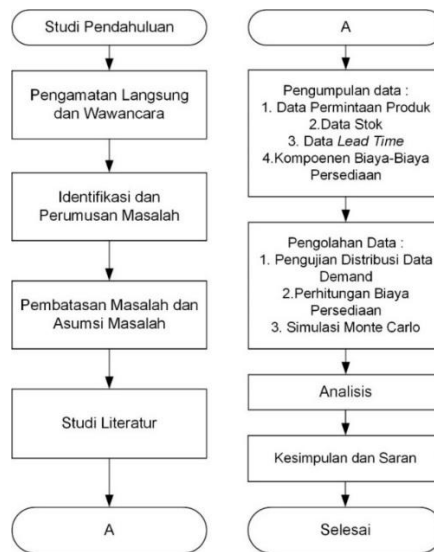 Studi Pendahuluan
Pengamatan Langsung
dan Wawancara
Identifikasi dan
Perumusan Masalah
Pembatasan Masalah dan
Asumsi Masalah
Studi Literatur
A
A
Pengumpulan data :
1. Data Permintaan Produk
2.Data Stok
3. Data Lead Time
4.Kompoenen Biaya-Biaya
Persediaan
Pengolahan Data :
1. Pengujian Distribusi Data
Demand
2.Perhitungan Biaya
Persediaan
3. Simulasi Monte Carlo
Analisis
Kesimpulan dan Saran
Selesai